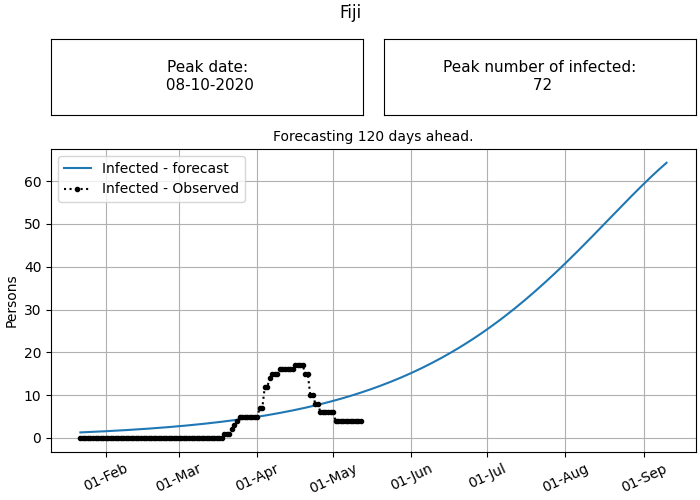 Fiji
Peak date:
08-10-2020
Peak number of infected:
72
Forecasting 120 days ahead.
Infected - forecast
Infected - Observed
Persons
60
50
40
30
20
10
0
01-Feb
01-Mar
01-Apr
01-May
01-Jun
01-Jul
01-Aug
01-Sep